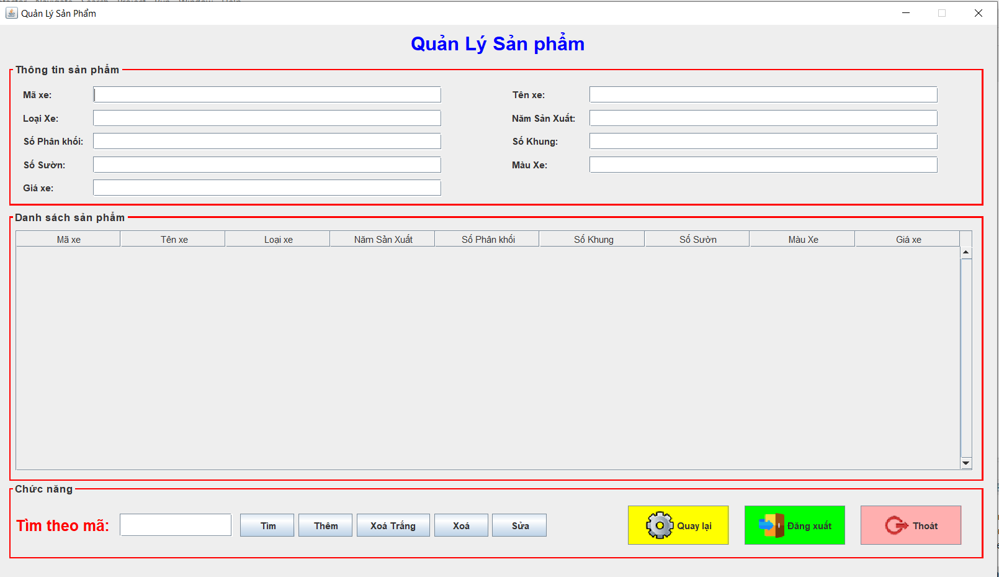 Quản Lý Sản Phẩm
Quản Lý Sản phẩm
Thông tin sản phẩm
Mã xe:
Tên xe:
Loại Xe:
Năm Sản Xuất:
Số Phân khối:
Số Khung:
Số Sườn:
Màu Xe:
Giá xe:
Danh sách sản phẩm
Mã xe Tên xe Loại xe Năm Sản Xuất Số Phân khối Số Khung Số Sườn Màu Xe Giá xe
Chức năng
Tìm theo mã: Tìm Thêm Xoá Trắng Xoá Sửa Quay lại Đăng xuất Thoát